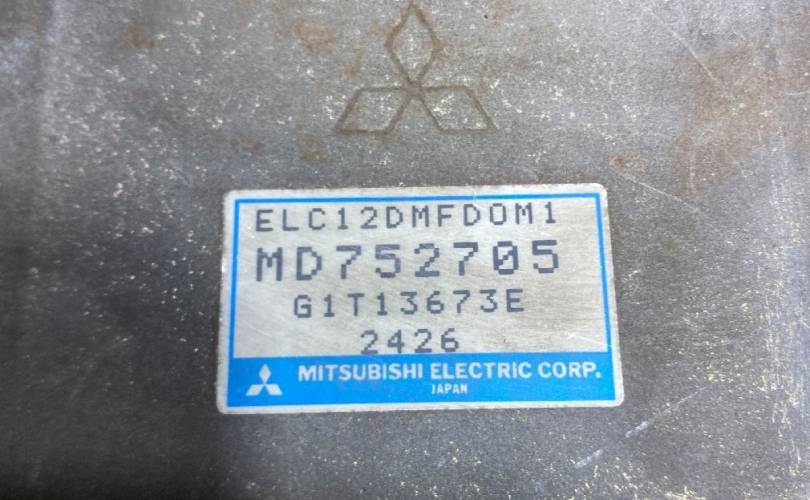 ELC12DMFDOM1
MD752705
G1T13673E
2426
MITSUBISHI ELECTRIC CORP.
JAPAN